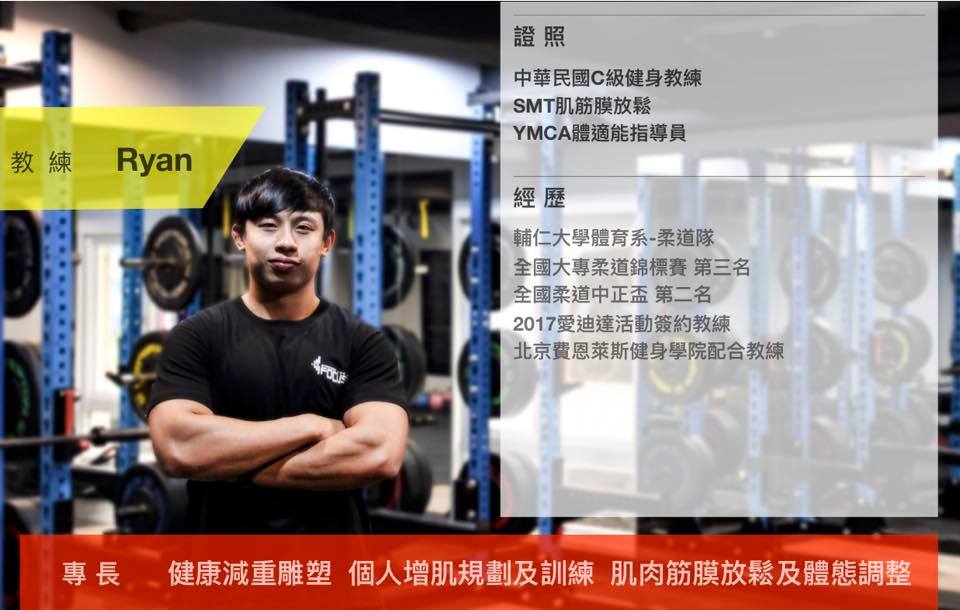 教練 Ryan
FOCUS
證照
中華民國C級健身教練
SMT肌筋膜放鬆
YMCA體適能指導員
經歷
輔仁大學體育系-柔道隊
全國大專柔道錦標賽 第三名
全國柔道中正盃 第二名
2017愛迪達活動簽約教練
北京費恩萊斯健身學院配合教練
專長 健康減重雕塑 個人增肌規劃及訓練 肌肉筋膜放鬆及體態調整